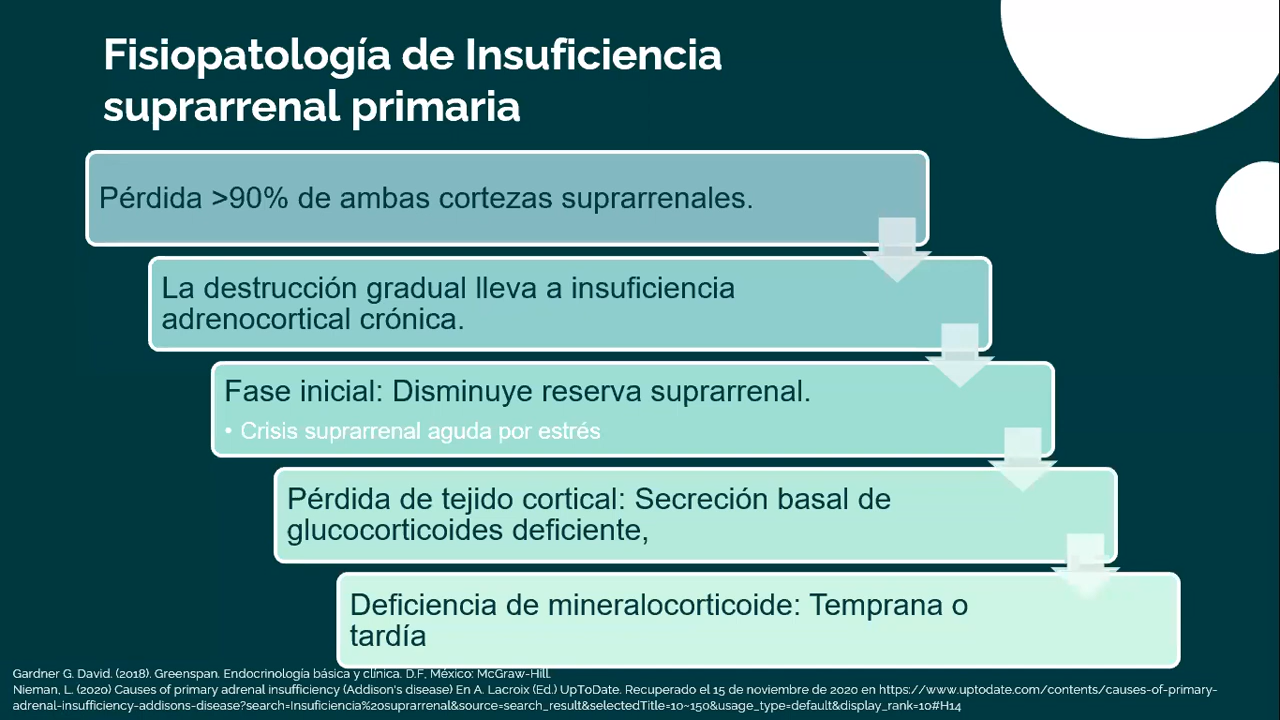 Fisiopatología de Insuficiencia
suprarrenal primaria
Pérdida >90% de ambas cortezas suprarrenales.
La destrucción gradual lleva a insuficiencia
adrenocortical crónica.
Fase inicial: Disminuye reserva suprarrenal.
• Crisis suprarrenal aguda por estrés
Pérdida de tejido cortical: Secreción basal de
glucocorticoides deficiente,
Deficiencia de mineralocorticoide: Temprana o
tardía
Gardner G. David. (2018). Greenspan. Endocrinología básica y clínica. D.F, México: McGraw-Hill.
Nieman, L. (2020) Causes of primary adrenal insufficiency (Addison's disease) En A. Lacroix (Ed.) UpToDate. Recuperado el 15 de noviembre de 2020 en https://www.uptodate.com/contents/causes-of-primary-
adrenal-insufficiency-addisons-disease?search=Insuficiencia%20suprarrenal&source=search_result&selectedTitle=10~150&usage_type=default&display_rank=10#H14